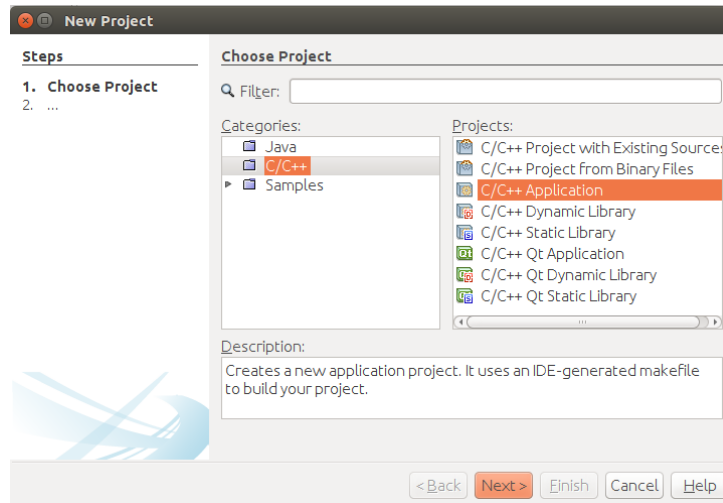 New Project
Steps
1. Choose Project
2. ...
Choose Project
Filter:
Categories:
Java
C/C++
Samples
Projects:
C/C++ Project with Existing Sources
C/C++ Project from Binary Files
C/C++ Application
C/C++ Dynamic Library
C/C++ Static Library
C/C++ Qt Application
C/C++ Qt Dynamic Library
C/C++ Qt Static Library
Description:
Creates a new application project. It uses an IDE-generated makefile
to build your project.
< Back Next > Finish Cancel Help